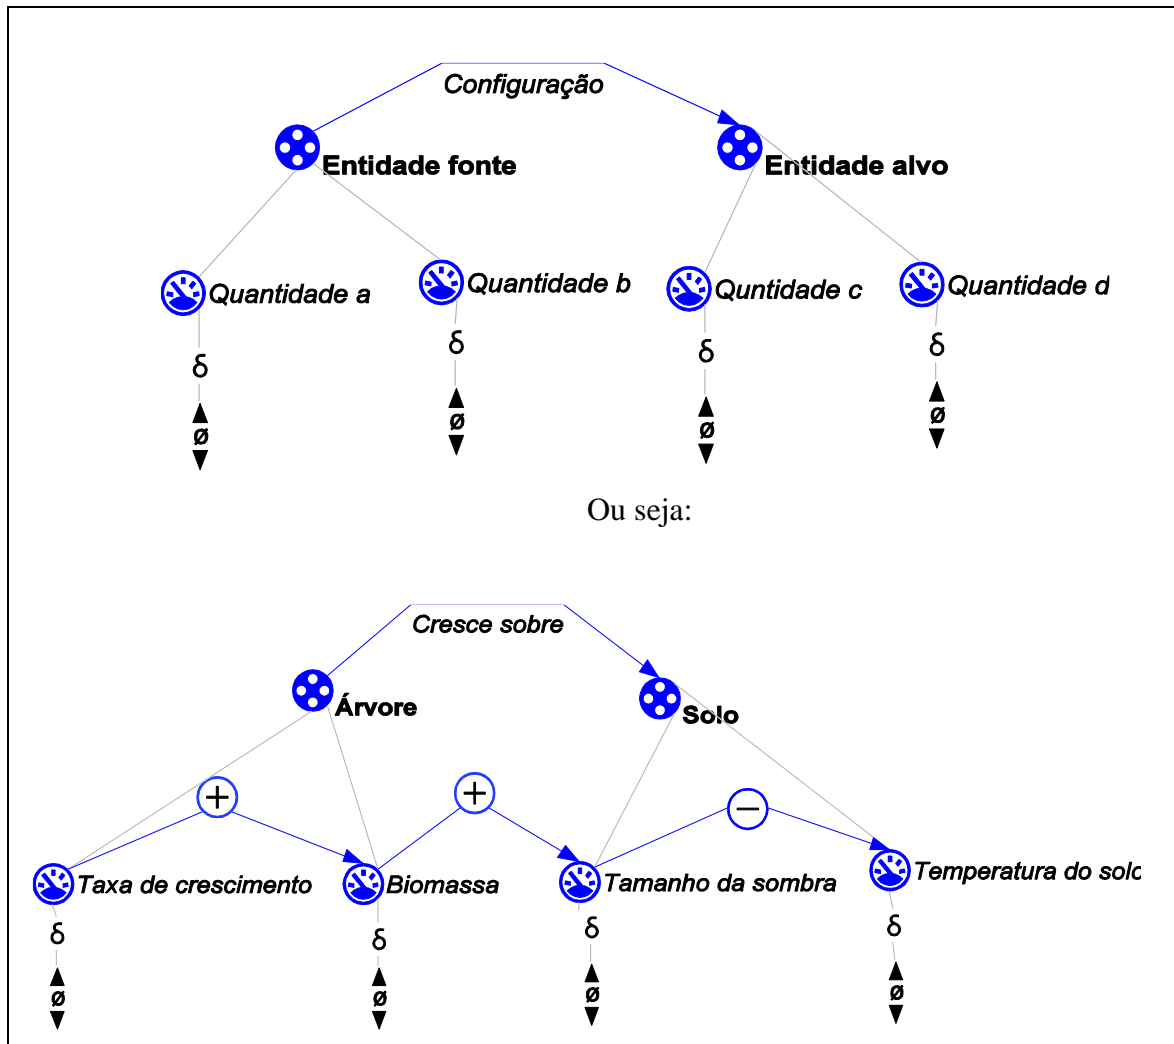 Configuração
Entidade fonte
Entidade alvo
Quantidade a
Quantidade b
Quntidade c
Quantidade d
δ
δ
δ
δ
ø
ø
ø
ø
Ou seja:
Cresce sobre
Árvore
Solo
+
+
−
Taxa de crescimento
Biomassa
Tamanho da sombra
Temperatura do solo
δ
δ
δ
δ
ø
ø
ø
ø